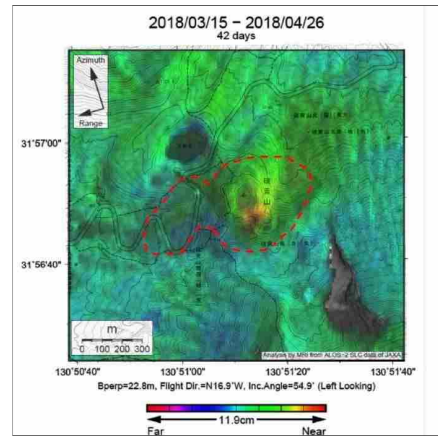 2018/03/15 − 2018/04/26
42 days
Azimuth
Range
31˚57'00"
硫黄山
31˚56'40"
m
0 100 200 300
Analysis by MRI from ALOS-2 SLC data of JAXA
130˚50'40" 130˚51'00" 130˚51'20" 130˚51'40"
Bperp=22.8m, Flight Dir.=N16.9˚W, Inc.Angle=54.9˚ (Left Looking)
11.9cm
Far Near